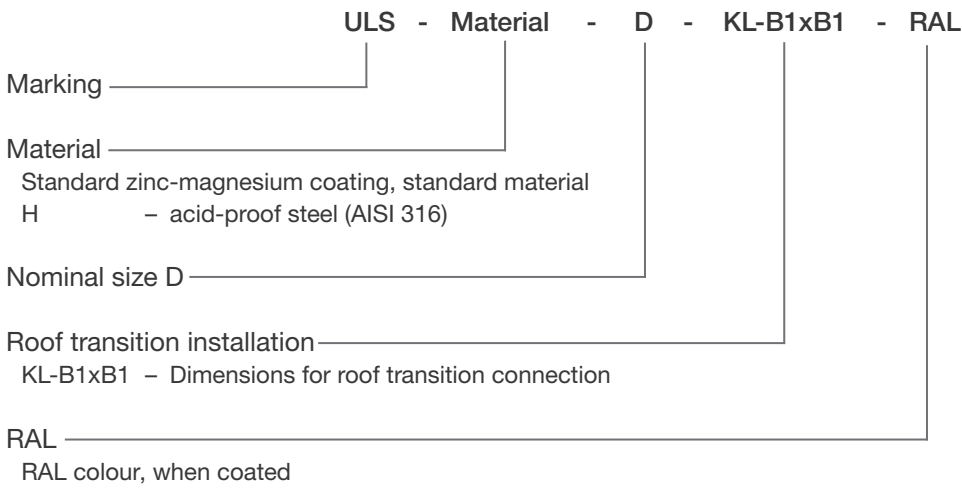 ULS - Material - D - KL-B1xB1 - RAL
Marking
Material
Standard zinc-magnesium coating, standard material
H – acid-proof steel (AISI 316)
Nominal size D
Roof transition installation
KL-B1xB1 – Dimensions for roof transition connection
RAL
RAL colour, when coated